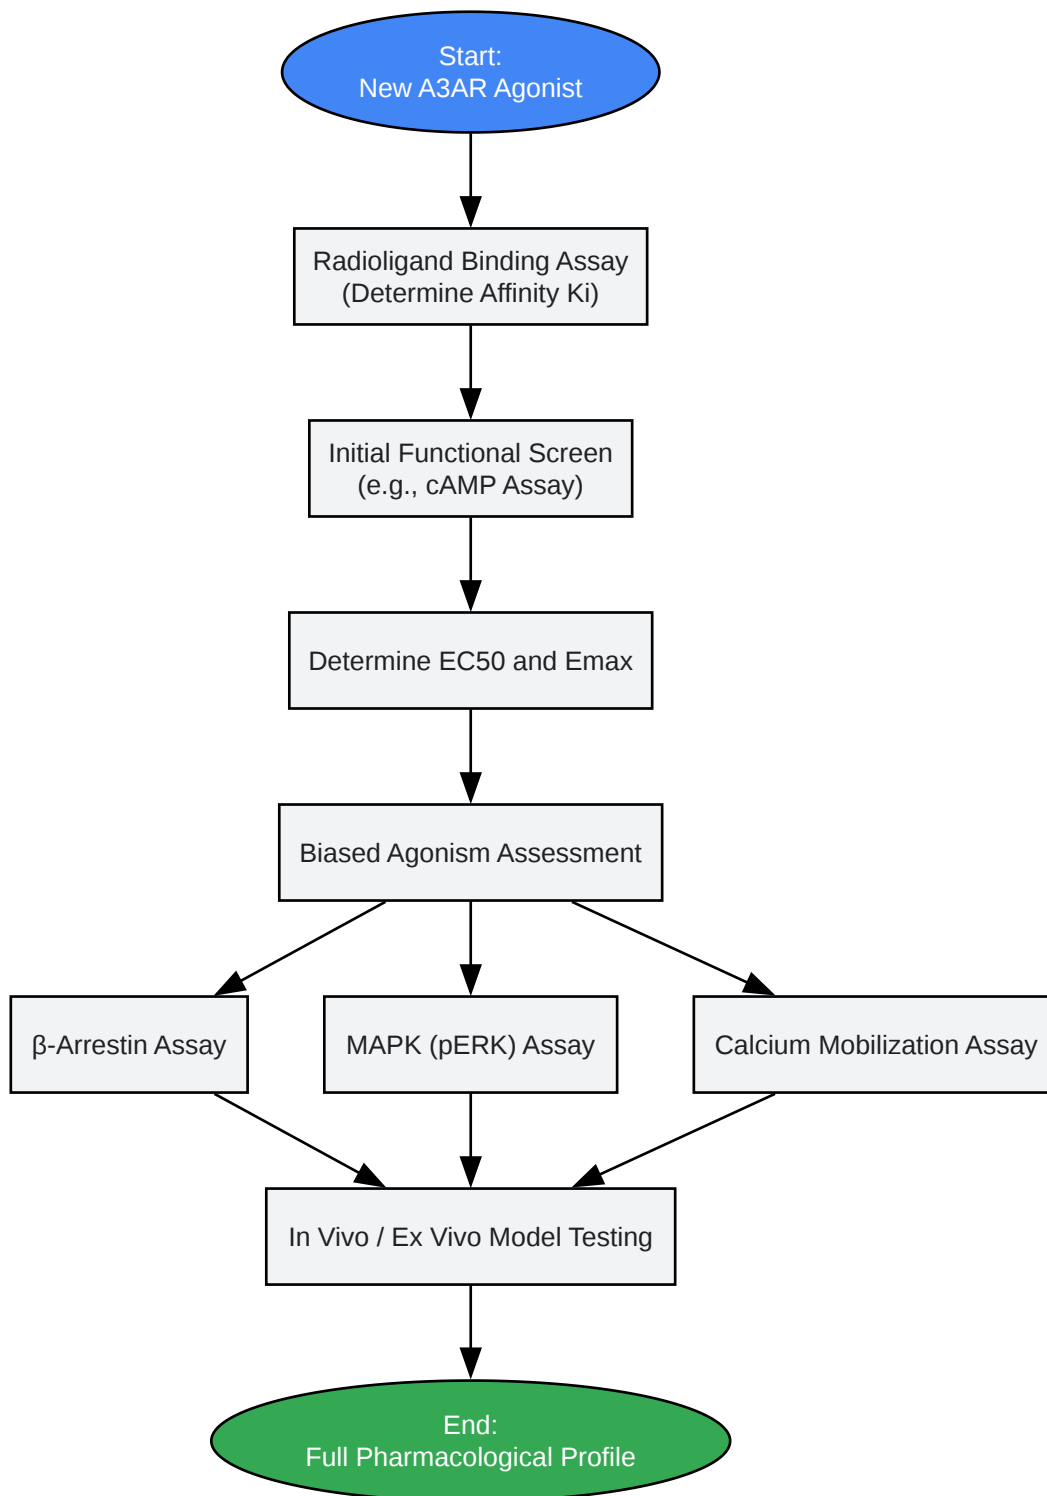 Start:
New A3AR Agonist
Radioligand Binding Assay
(Determine Affinity Ki)
Initial Functional Screen
(e.g., cAMP Assay)
Determine EC50 and Emax
Biased Agonism Assessment
β-Arrestin Assay
MAPK (pERK) Assay
Calcium Mobilization Assay
In Vivo / Ex Vivo Model Testing
End:
Full Pharmacological Profile